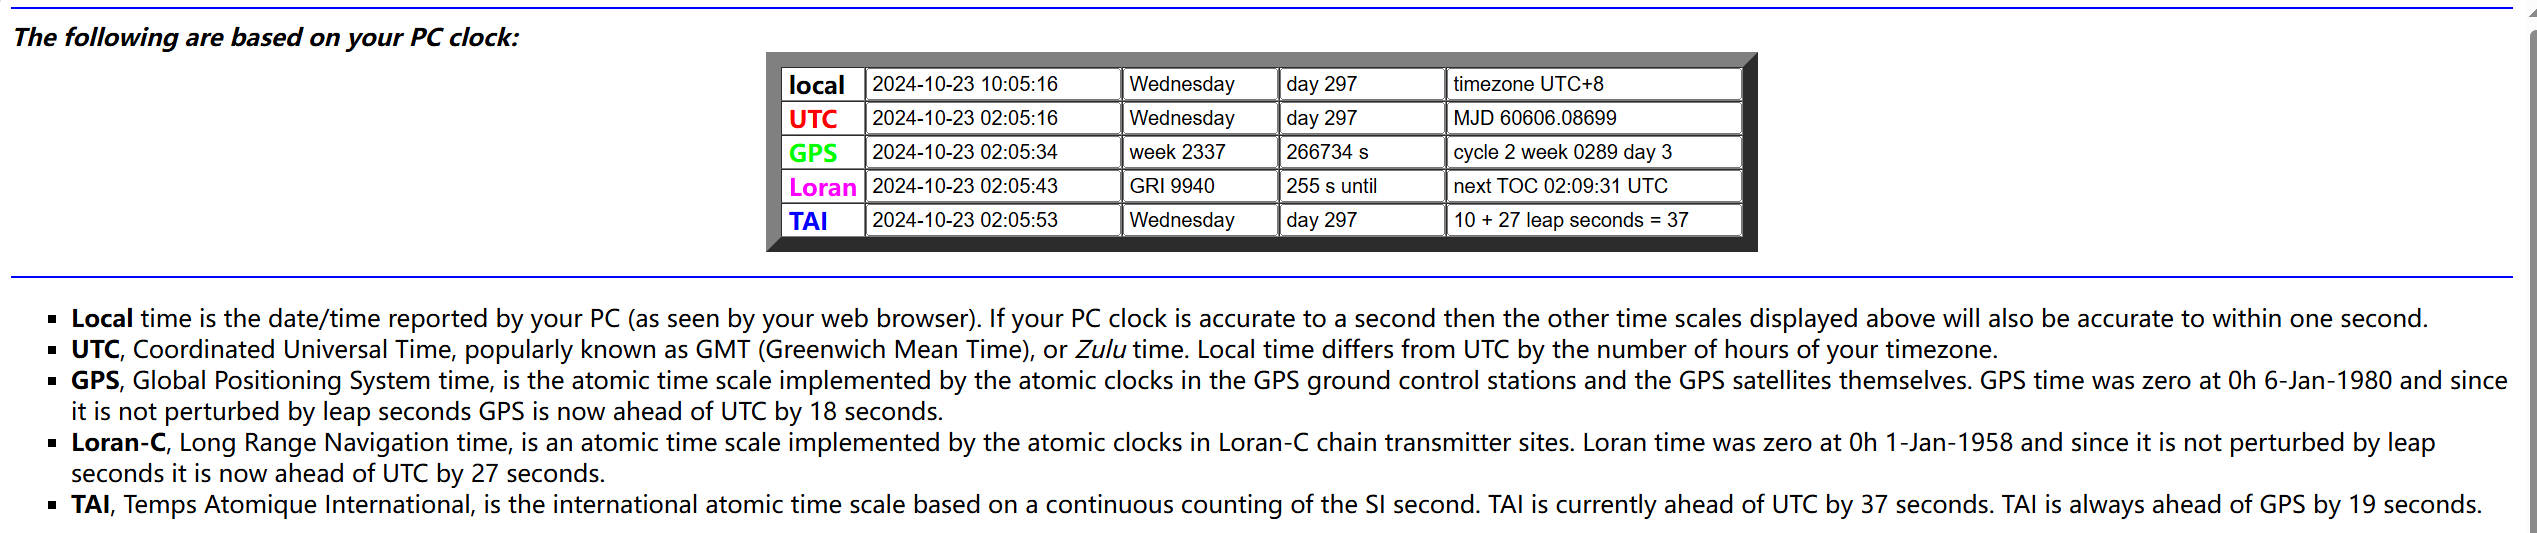 The following are based on your PC clock:
local 2024-10-23 10:05:16 Wednesday day 297 timezone UTC+8
UTC 2024-10-23 02:05:16 Wednesday day 297 MJD 60606.08699
GPS 2024-10-23 02:05:34 week 2337 266734 s cycle 2 week 0289 day 3
Loran 2024-10-23 02:05:43 GRI 9940 255 s until next TOC 02:09:31 UTC
TAI 2024-10-23 02:05:53 Wednesday day 297 10 + 27 leap seconds = 37
▪ Local time is the date/time reported by your PC (as seen by your web browser). If your PC clock is accurate to a second then the other time scales displayed above will also be accurate to within one second.
▪ UTC, Coordinated Universal Time, popularly known as GMT (Greenwich Mean Time), or Zulu time. Local time differs from UTC by the number of hours of your timezone.
▪ GPS, Global Positioning System time, is the atomic time scale implemented by the atomic clocks in the GPS ground control stations and the GPS satellites themselves. GPS time was zero at 0h 6-Jan-1980 and since
it is not perturbed by leap seconds GPS is now ahead of UTC by 18 seconds.
▪ Loran-C, Long Range Navigation time, is an atomic time scale implemented by the atomic clocks in Loran-C chain transmitter sites. Loran time was zero at 0h 1-Jan-1958 and since it is not perturbed by leap
seconds it is now ahead of UTC by 27 seconds.
▪ TAI, Temps Atomique International, is the international atomic time scale based on a continuous counting of the SI second. TAI is currently ahead of UTC by 37 seconds. TAI is always ahead of GPS by 19 seconds.